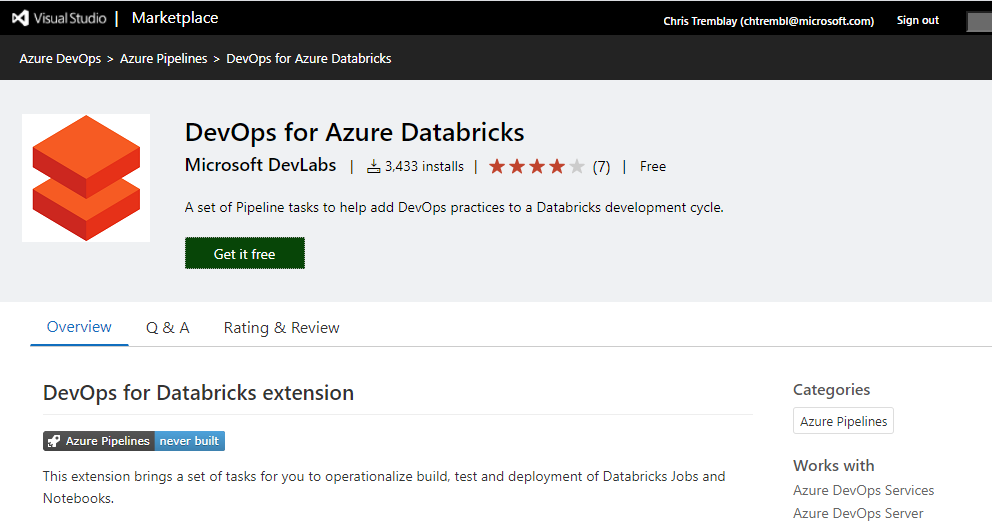 Visual Studio | Marketplace
Chris Tremblay (chtrembl@microsoft.com) Sign out
Azure DevOps > Azure Pipelines > DevOps for Azure Databricks
DevOps for Azure Databricks
Microsoft DevLabs | 3,433 installs | (7) | Free
A set of Pipeline tasks to help add DevOps practices to a Databricks development cycle.
Get it free
Overview Q & A Rating & Review
DevOps for Databricks extension
Azure Pipelines never built
This extension brings a set of tasks for you to operationalize build, test and deployment of Databricks Jobs and
Notebooks.
Categories
Azure Pipelines
Works with
Azure DevOps Services
Azure DevOps Server